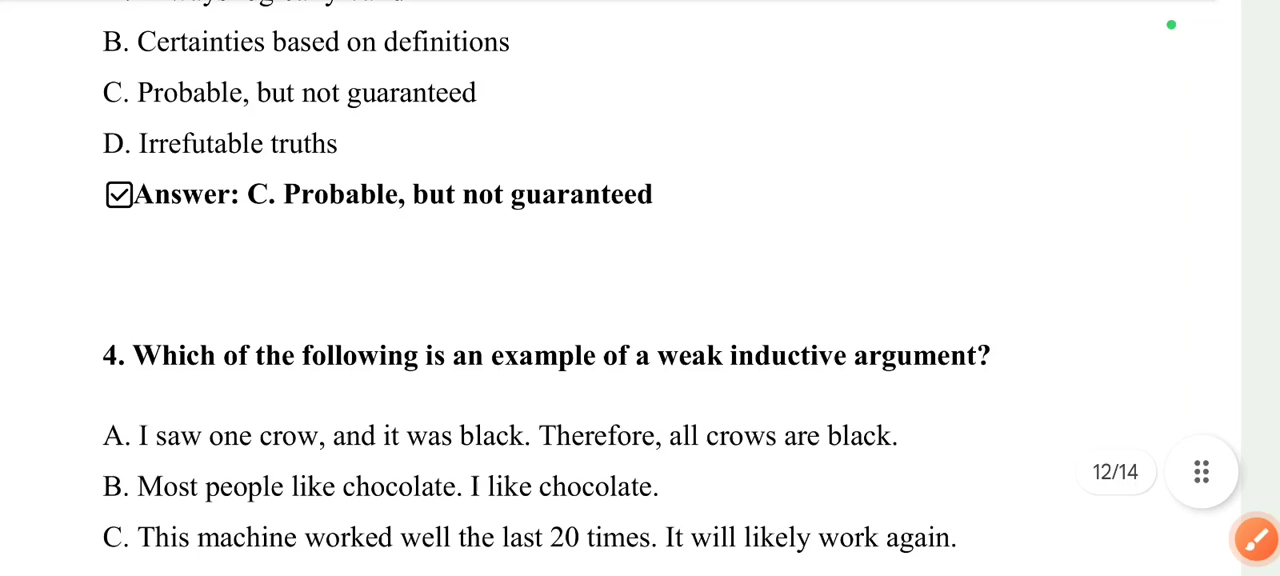 B. Certainties based on definitions
C. Probable, but not guaranteed
D. Irrefutable truths
Answer: C. Probable, but not guaranteed
4. Which of the following is an example of a weak inductive argument?
A. I saw one crow, and it was black. Therefore, all crows are black.
B. Most people like chocolate. I like chocolate.
12/14
C. This machine worked well the last 20 times. It will likely work again.